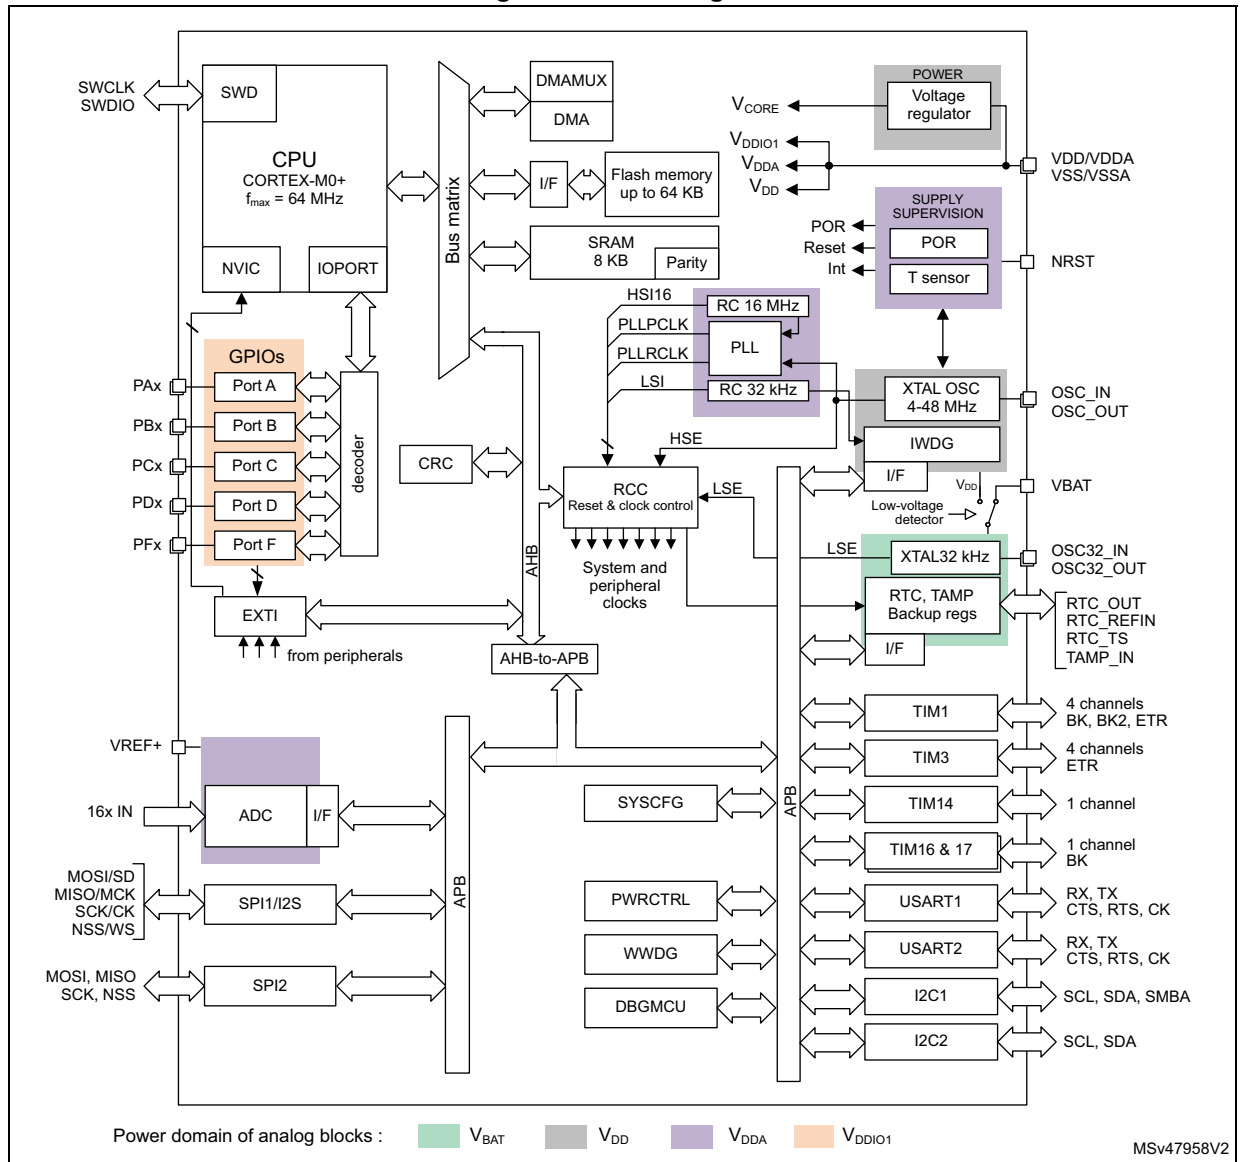 SWCLK
SWDIO
SWD
CPU
CORTEX-M0+
fmax = 64 MHz
NVIC
IOPORT
Bus matrix
DMAMUX
DMA
I/F
Flash memory
up to 64 KB
SRAM
8 KB
Parity
POWER
Voltage
regulator
VCORE
VDDIO1
VDDA
VDD
VDD/VDDA
VSS/VSSA
SUPPLY
SUPERVISION
POR
T sensor
POR
Reset
Int
NRST
HSI16
PLLPCLK
PLLRCLK
LSI
RC 16 MHz
PLL
RC 32 kHz
XTAL OSC
4-48 MHz
OSC_IN
OSC_OUT
IWDG
I/F
HSE
GPIOs
PAx
Port A
PBx
Port B
PCx
Port C
PDx
Port D
PFx
Port F
decoder
CRC
RCC
Reset & clock control
LSE
System and
peripheral
clocks
VDD
Low-voltage
detector
VBAT
LSE
XTAL32 kHz
OSC32_IN
OSC32_OUT
RTC, TAMP
Backup regs
I/F
RTC_OUT
RTC_REFIN
RTC_TS
TAMP_IN
AHB
EXTI
from peripherals
AHB-to-APB
VREF+
16x IN
ADC
I/F
MOSI/SD
MISO/MCK
SCK/CK
NSS/WS
SPI1/I2S
MOSI, MISO
SCK, NSS
SPI2
APB
SYSCFG
PWRCTRL
WWDG
DBGMCU
APB
TIM1
4 channels
BK, BK2, ETR
TIM3
4 channels
ETR
TIM14
1 channel
TIM16 & 17
1 channel
BK
USART1
RX, TX
CTS, RTS, CK
USART2
RX, TX
CTS, RTS, CK
I2C1
SCL, SDA, SMBA
I2C2
SCL, SDA
Power domain of analog blocks :
VBAT
VDD
VDDA
VDDIO1
MSv47958V2